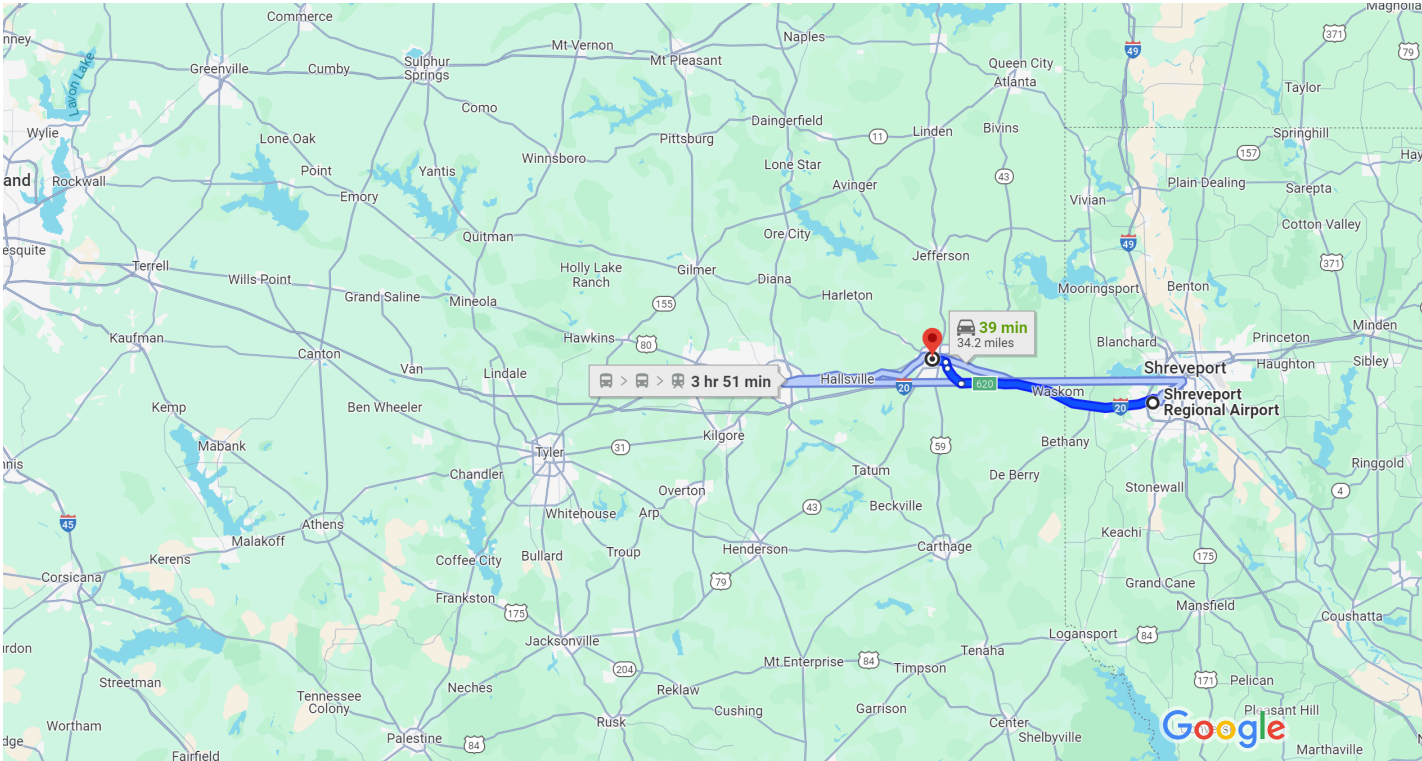 Commerce
Magnolia
Naples
Mt Vernon
Mt Pleasant
Sulphur
Springs
Greenville
Cumby
Queen City
Atlanta
49
371
79
Lavon Lake
Taylor
Como
Wylie
Lone Oak
Pittsburg
Daingerfield
11
Linden
Bivins
Springhill
157
Winnsboro
Lone Star
Point
Yantis
and
Rockwall
Emory
Avinger
43
Plain Dealing
Sarepta
Vivian
Cotton Valley
Quitman
Ore City
49
esquite
Terrell
Wills Point
Jefferson
371
Holly Lake
Ranch
Gilmer
Diana
Grand Saline
Mineola
155
Harleton
Mooringsport
Benton
Minden
Kaufman
Hawkins
80
39 min
34.2 miles
Blanchard
Princeton
Canton
Haughton
Sibley
Van
Lindale
3 hr 51 min
Hallsville
20
620
Shreveport
Waskom
Shreveport
Regional Airport
20
Kemp
Ben Wheeler
Mabank
31
Kilgore
59
Bethany
Tyler
Chandler
Tatum
De Berry
Ringgold
Overton
Stonewall
4
45
Athens
Whitehouse
Arp
43
Beckville
Malakoff
Keachi
Kerens
Coffee City
Bullard
Troup
Henderson
Carthage
175
Corsicana
79
Grand Cane
Frankston
175
Mansfield
Coushatta
Jacksonville
Logansport
84
Tenaha
204
Mt Enterprise
84
Timpson
171
Pelican
Streetman
Tennessee
Colony
Neches
Reklaw
Cushing
Garrison
Pleasant Hill
Wortham
Rusk
Center
Google
Palestine
84
Shelbyville
Marthaville
Fairfield